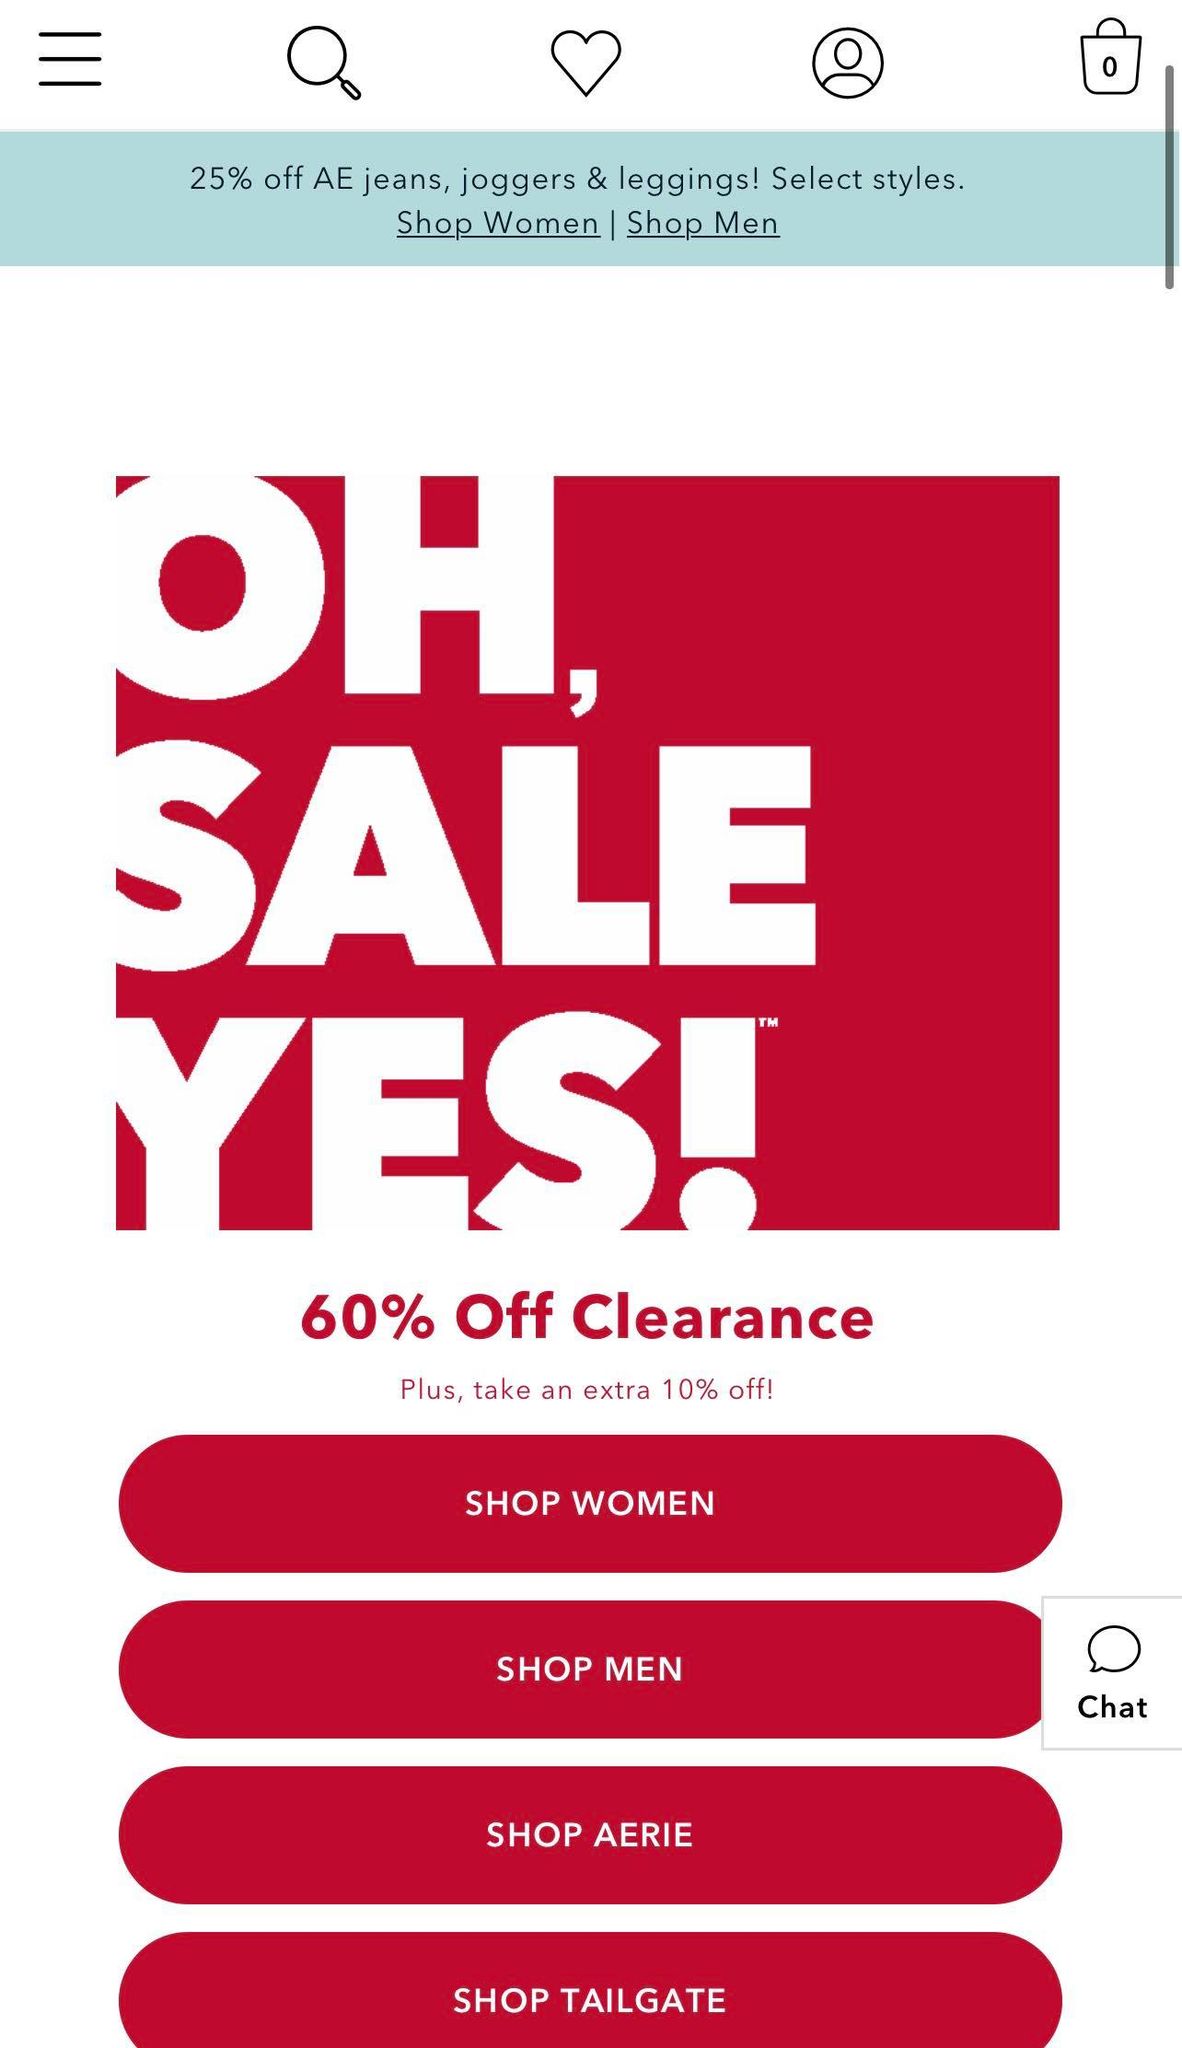 0
25% off AE jeans, joggers & leggings! Select styles.
Shop Women | Shop Men
OH,
SALE
YES!™
60% Off Clearance
Plus, take an extra 10% off!
SHOP WOMEN
SHOP MEN
Chat
SHOP AERIE
SHOP TAILGATE